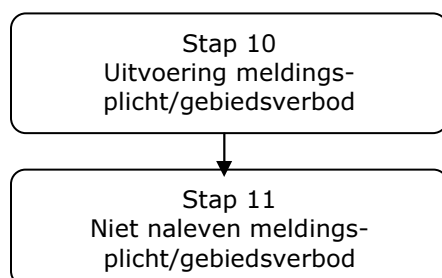 Stap 10
Uitvoering meldings-
plicht/gebiedsverbod
Stap 11
Niet naleven meldings-
plicht/gebiedsverbod